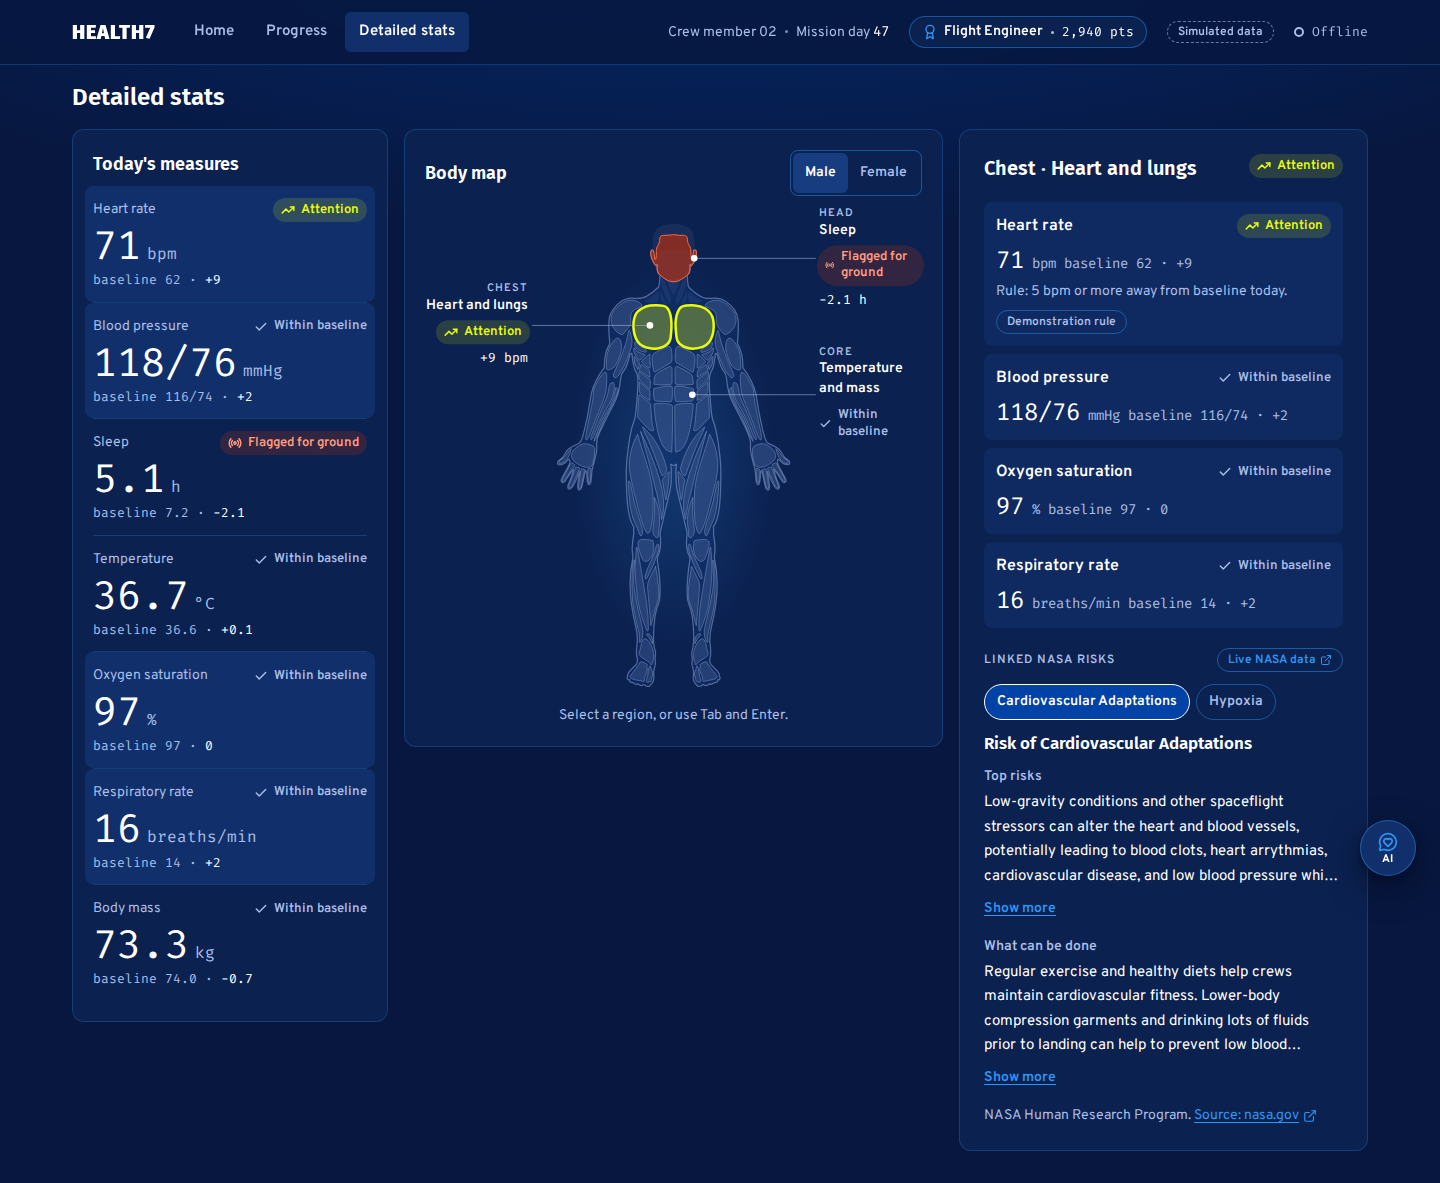 HEALTH7 Home Progress Detailed stats Crew member 02 • Mission day 47 Flight Engineer • 2,940 pts Simulated data Offline
Detailed stats
Today's measures
Heart rate Attention
71 bpm
baseline 62 · +9
Blood pressure Within baseline
118/76 mmHg
baseline 116/74 · +2
Sleep Flagged for ground
5.1 h
baseline 7.2 · −2.1
Temperature Within baseline
36.7 °C
baseline 36.6 · +0.1
Oxygen saturation Within baseline
97 %
baseline 97 · 0
Respiratory rate Within baseline
16 breaths/min
baseline 14 · +2
Body mass Within baseline
73.3 kg
baseline 74.0 · −0.7
Body map Male Female
CHEST
Heart and lungs
Attention
+9 bpm
HEAD
Sleep
Flagged for
ground
−2.1 h
CORE
Temperature
and mass
Within
baseline
Select a region, or use Tab and Enter.
Chest · Heart and lungs Attention
Heart rate Attention
71 bpm baseline 62 · +9
Rule: 5 bpm or more away from baseline today.
Demonstration rule
Blood pressure Within baseline
118/76 mmHg baseline 116/74 · +2
Oxygen saturation Within baseline
97 % baseline 97 · 0
Respiratory rate Within baseline
16 breaths/min baseline 14 · +2
LINKED NASA RISKS Live NASA data
Cardiovascular Adaptations Hypoxia
Risk of Cardiovascular Adaptations
Top risks
Low-gravity conditions and other spaceflight
stressors can alter the heart and blood vessels,
potentially leading to blood clots, heart arrythmias,
cardiovascular disease, and low blood pressure whi…
Show more
What can be done
Regular exercise and healthy diets help crews
maintain cardiovascular fitness. Lower-body
compression garments and drinking lots of fluids
prior to landing can help to prevent low blood…
Show more
NASA Human Research Program. Source: nasa.gov
AI